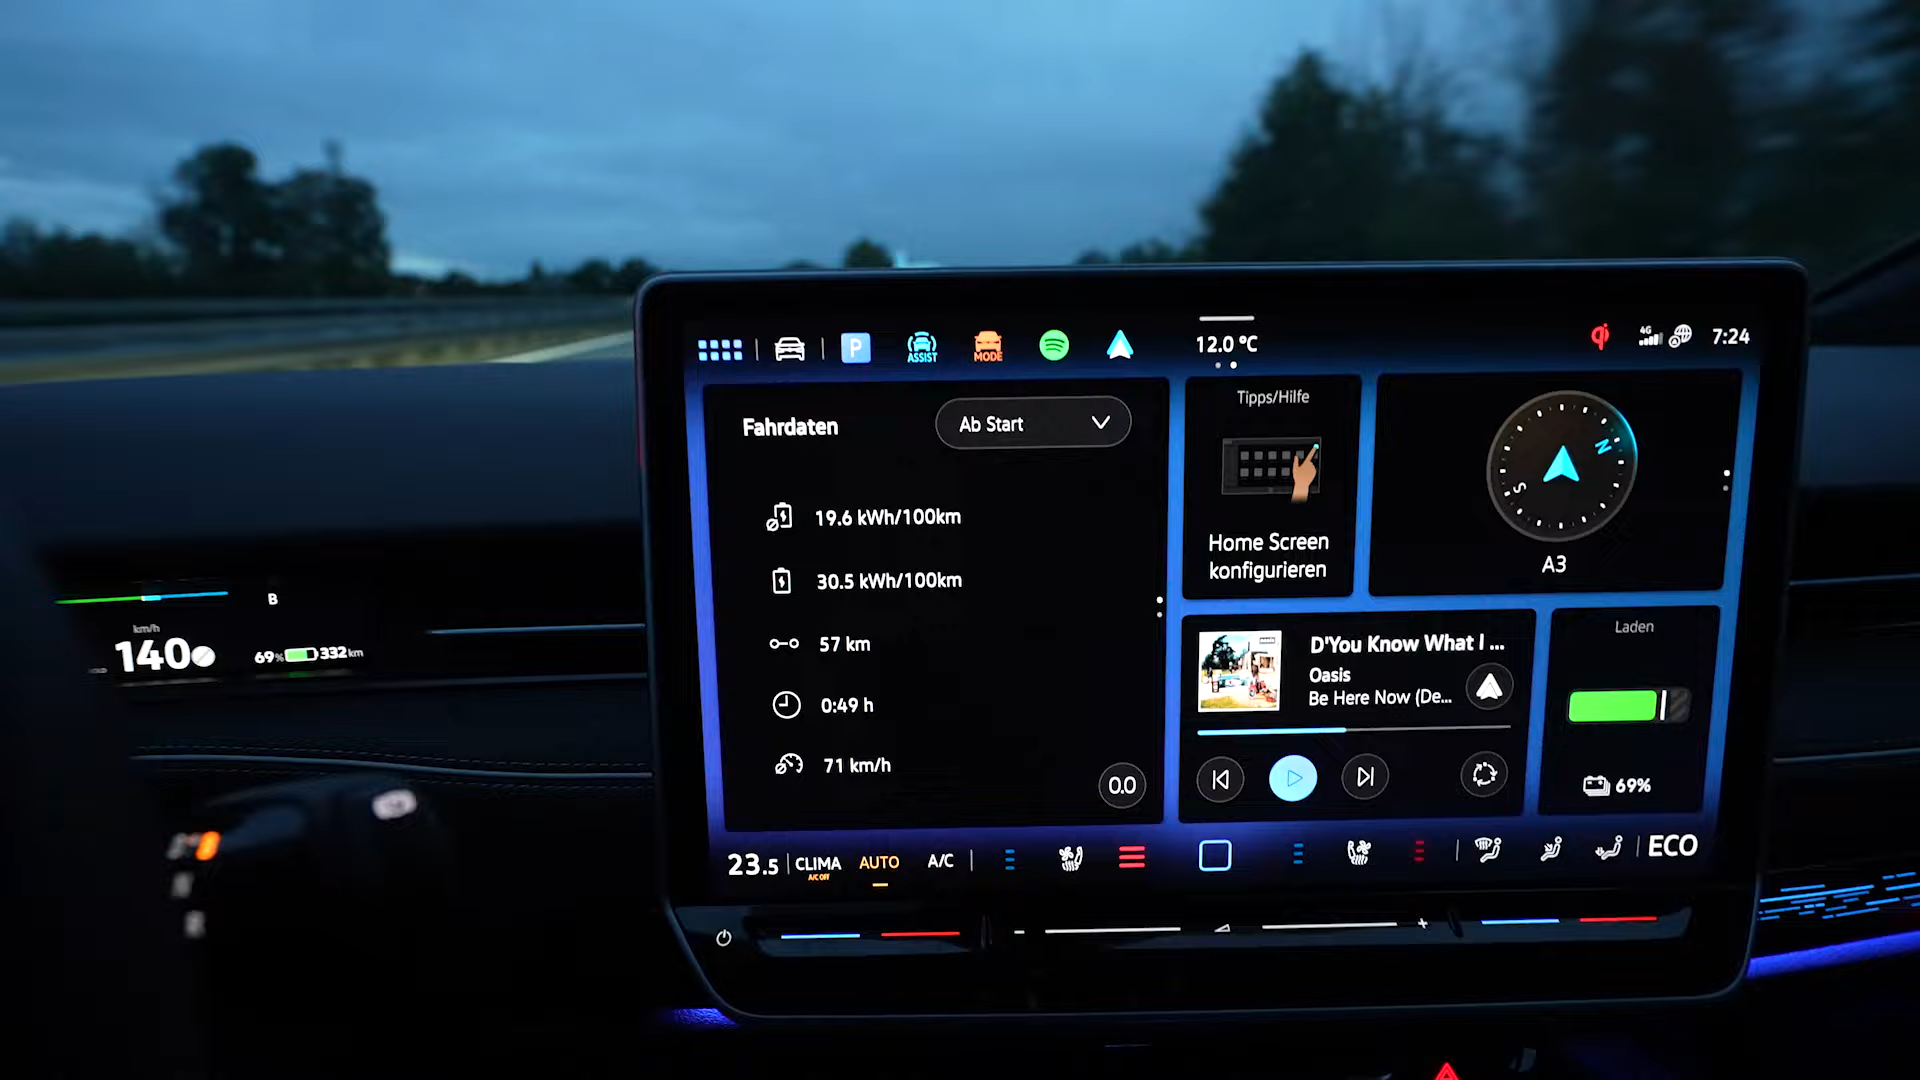 P
ASSIST
MODE
12.0 °C
4G
7:24
Fahrdaten
Ab Start
19.6 kWh/100km
30.5 kWh/100km
57 km
0:49 h
71 km/h
0.0
Tipps/Hilfe
Home Screen
konfigurieren
N
S
A3
D'You Know What I ...
Oasis
Be Here Now (De...
Laden
69%
B
km/h
140
69% 332 km
23.5
CLIMA
A/C OFF
AUTO
A/C
ECO
- +